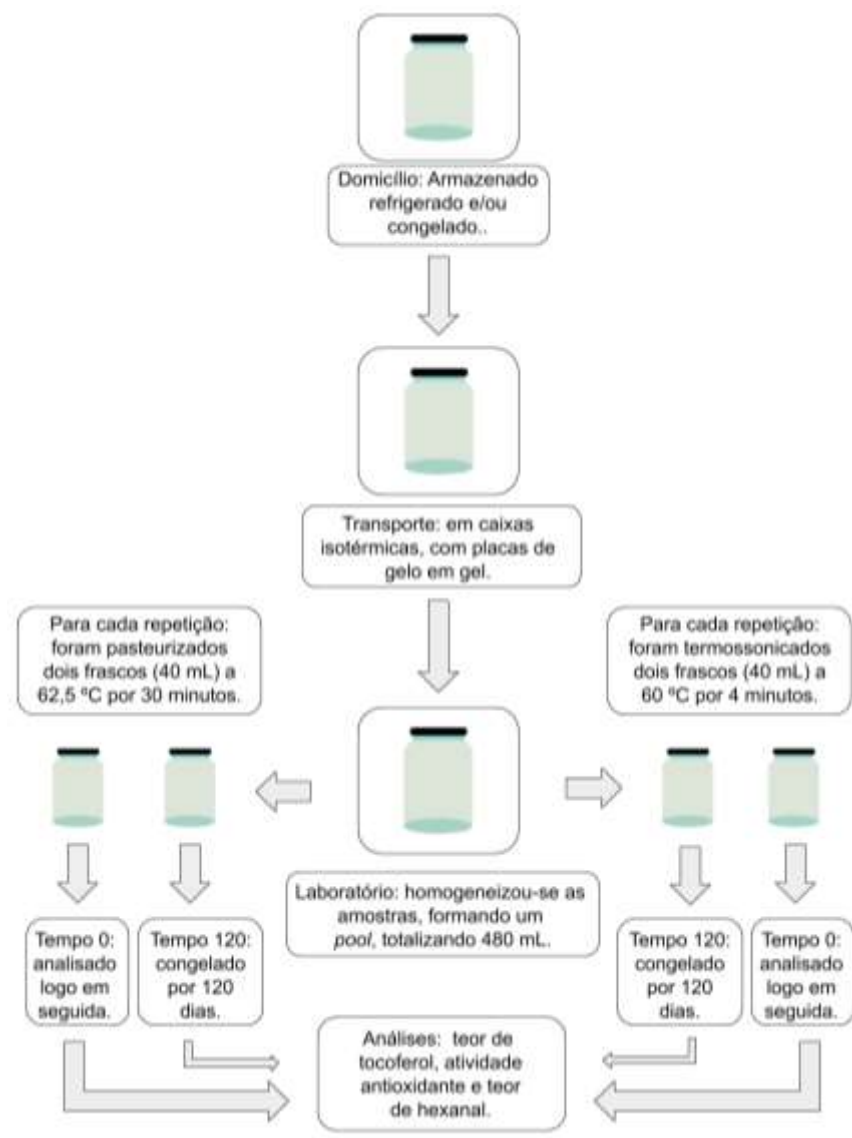 Domicílio: Armazenado
refrigerado e/ou
congelado..
Transporte: em caixas
isotérmicas, com placas de
gelo em gel.
Para cada repetição:
foram pasteurizados
dois frascos (40 mL) a
62,5 ºC por 30 minutos.
Para cada repetição:
foram termossonicados
dois frascos (40 mL) a
60 ºC por 4 minutos.
Laboratório: homogeneizou-se as
amostras, formando um
pool, totalizando 480 mL.
Tempo 0:
analisado
logo em
seguida.
Tempo 120:
congelado
por 120
dias.
Tempo 120:
congelado
por 120
dias.
Tempo 0:
analisado
logo em
seguida.
Análises: teor de
tocoferol, atividade
antioxidante e teor
de hexanal.